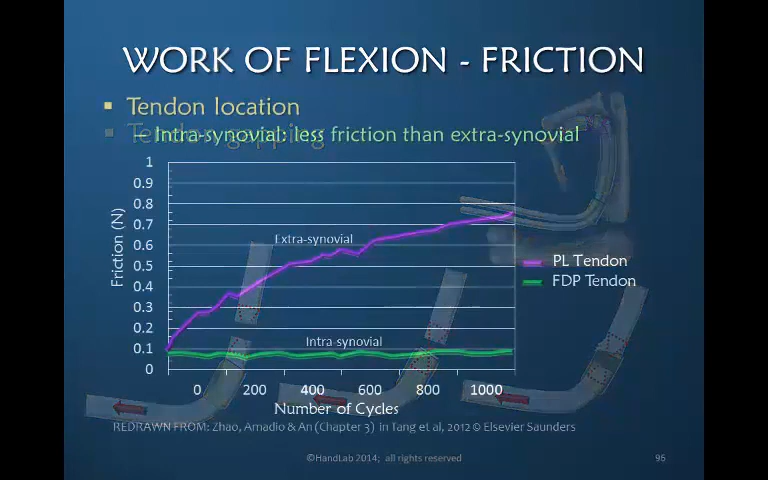 WORK OF FLEXION - FRICTION
Tendon location
Tendon gapping
– Intra-synovial: less friction than extra-synovial
1
0.9
0.8
0.7
0.6
0.5
0.4
0.3
0.2
0.1
0
Friction (N)
Extra-synovial
Intra-synovial
PL Tendon
FDP Tendon
0 200 400 600 800 1000
Number of Cycles
REDRAWN FROM: Zhao, Amadio & An (Chapter 3) in Tang et al, 2012 © Elsevier Saunders
©HandLab 2014; all rights reserved
95